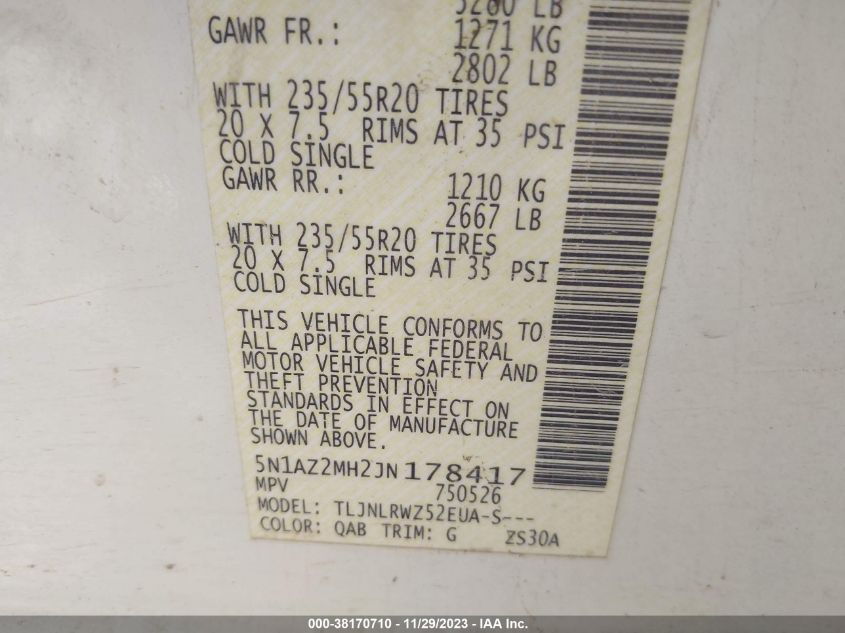 5280 LB
GAWR FR.: 1271 KG
2802 LB
WITH 235/55R20 TIRES
20 X 7.5 RIMS AT 35 PSI
COLD SINGLE
GAWR RR.: 1210 KG
2667 LB
WITH 235/55R20 TIRES
20 X 7.5 RIMS AT 35 PSI
COLD SINGLE
THIS VEHICLE CONFORMS TO
ALL APPLICABLE FEDERAL
MOTOR VEHICLE SAFETY AND
THEFT PREVENTION
STANDARDS IN EFFECT ON
THE DATE OF MANUFACTURE
SHOWN ABOVE.
5N1AZ2MH2JN178417
MPV 750526
MODEL: TLJNLRWZ52EUA-S---
COLOR: QAB TRIM: G ZS30A
000-38170710 - 11/29/2023 - IAA Inc.